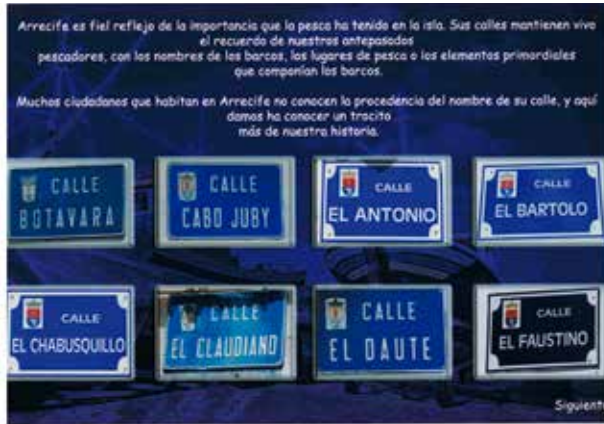 Arrecife es fiel reflejo de la importancia que la pesca ha tenido en la isla. Sus calles mantienen vivo
el recuerdo de nuestros antepasados
pescadores, con los nombres de los barcos, los lugares de pesca o los elementos primordiales
que componían los barcos.
Muchos ciudadanos que habitan en Arrecife no conocen la procedencia del nombre de su calle, y aquí
damos ha conocer un trocito
más de nuestra historia.
CALLE
BOTAVARA
CALLE
CABO JUBY
CALLE
EL ANTONIO
CALLE
EL BARTOLO
CALLE
EL CHABUSQUILLO
CALLE
EL CLAUDIANO
CALLE
EL DAUTE
CALLE
EL FAUSTINO
Siguiente